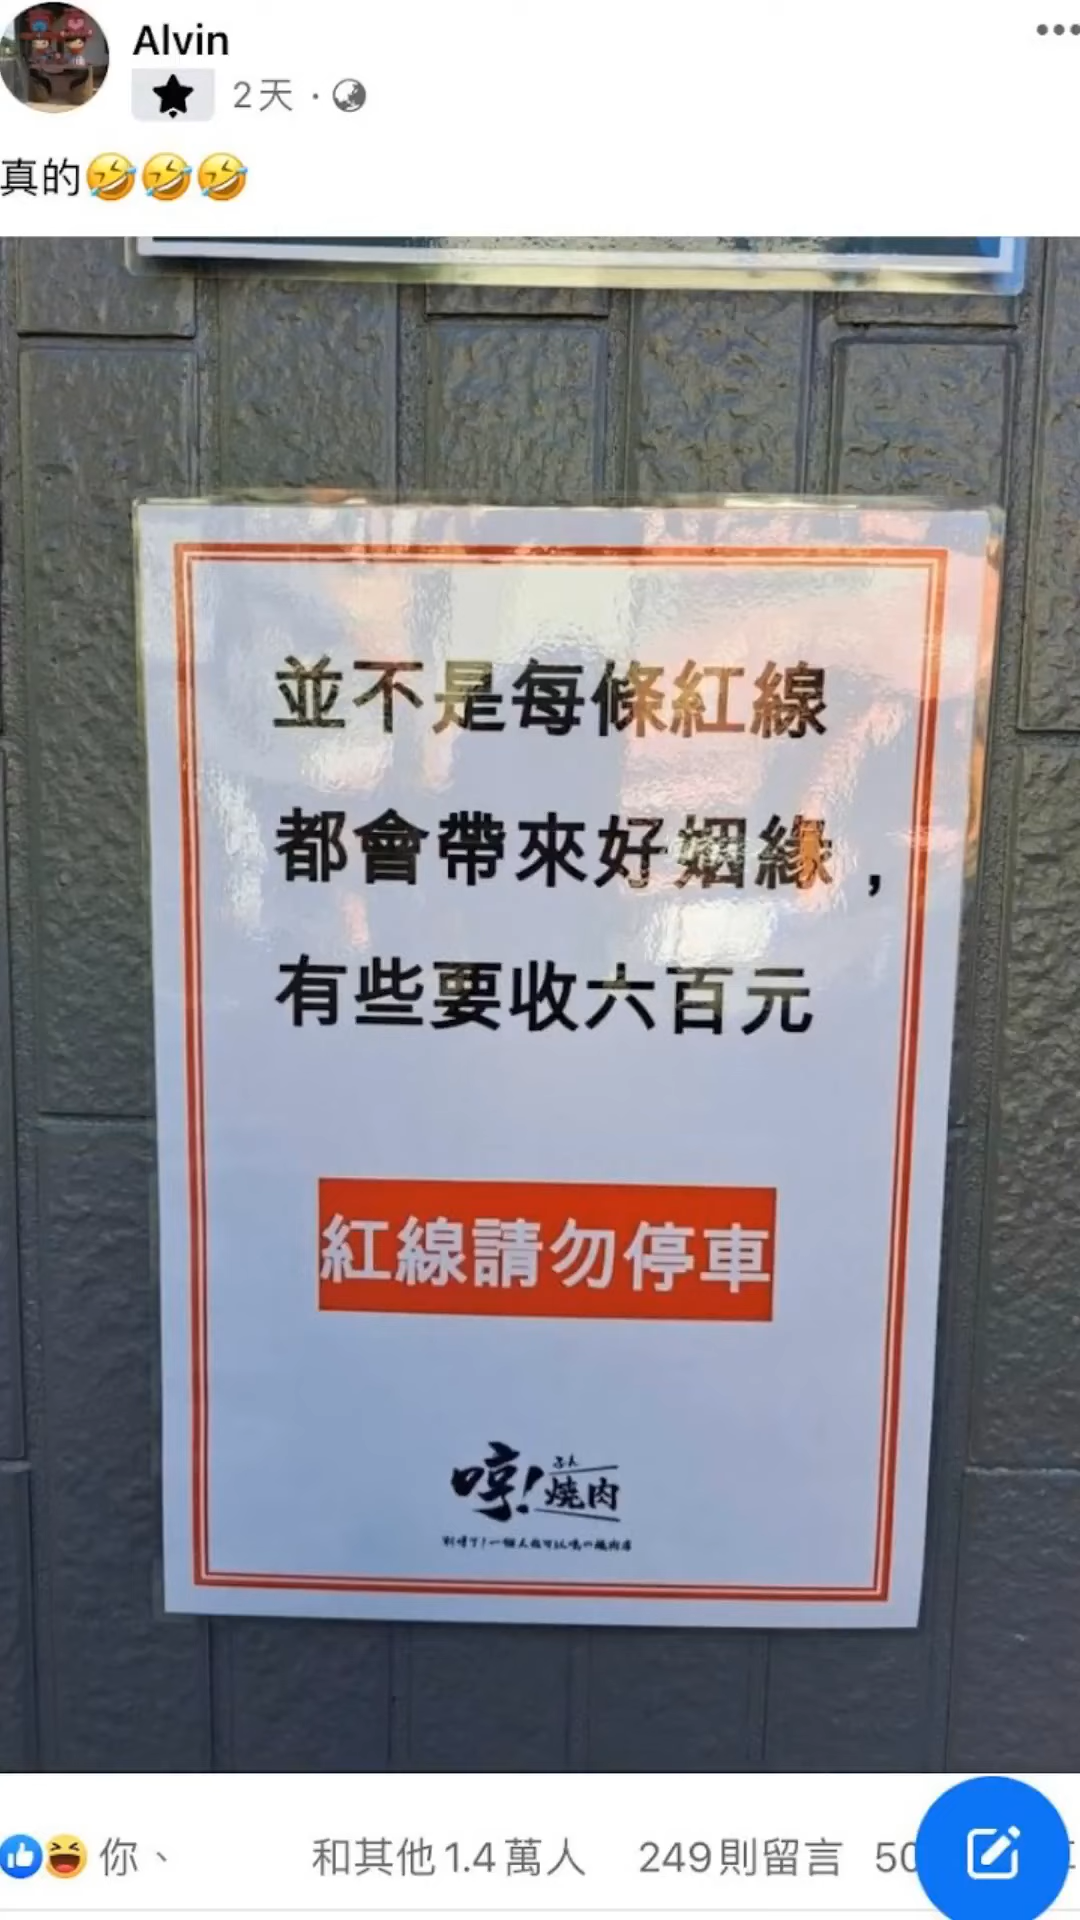 Alvin
2天
真的🤣🤣🤣
並不是每條紅線
都會帶來好姻緣，
有些要收六百元
紅線請勿停車
哼!
燒肉
你、 和其他1.4萬人 249則留言 50